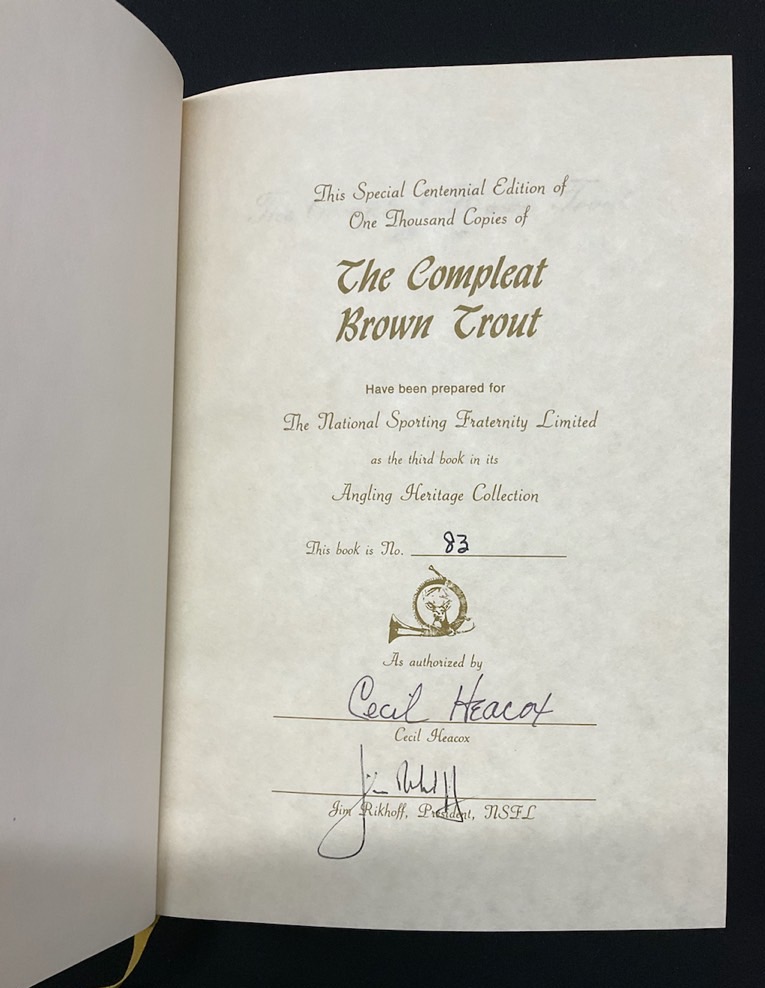 This Special Centennial Edition of
One Thousand Copies of
The Compleat
Brown Trout
Have been prepared for
The National Sporting Fraternity Limited
as the third book in its
Angling Heritage Collection
This book is No. 83
As authorized by
Cecil Heacox
Cecil Heacox
Jim Rikhoff
Jim Rikhoff, President, NSFL